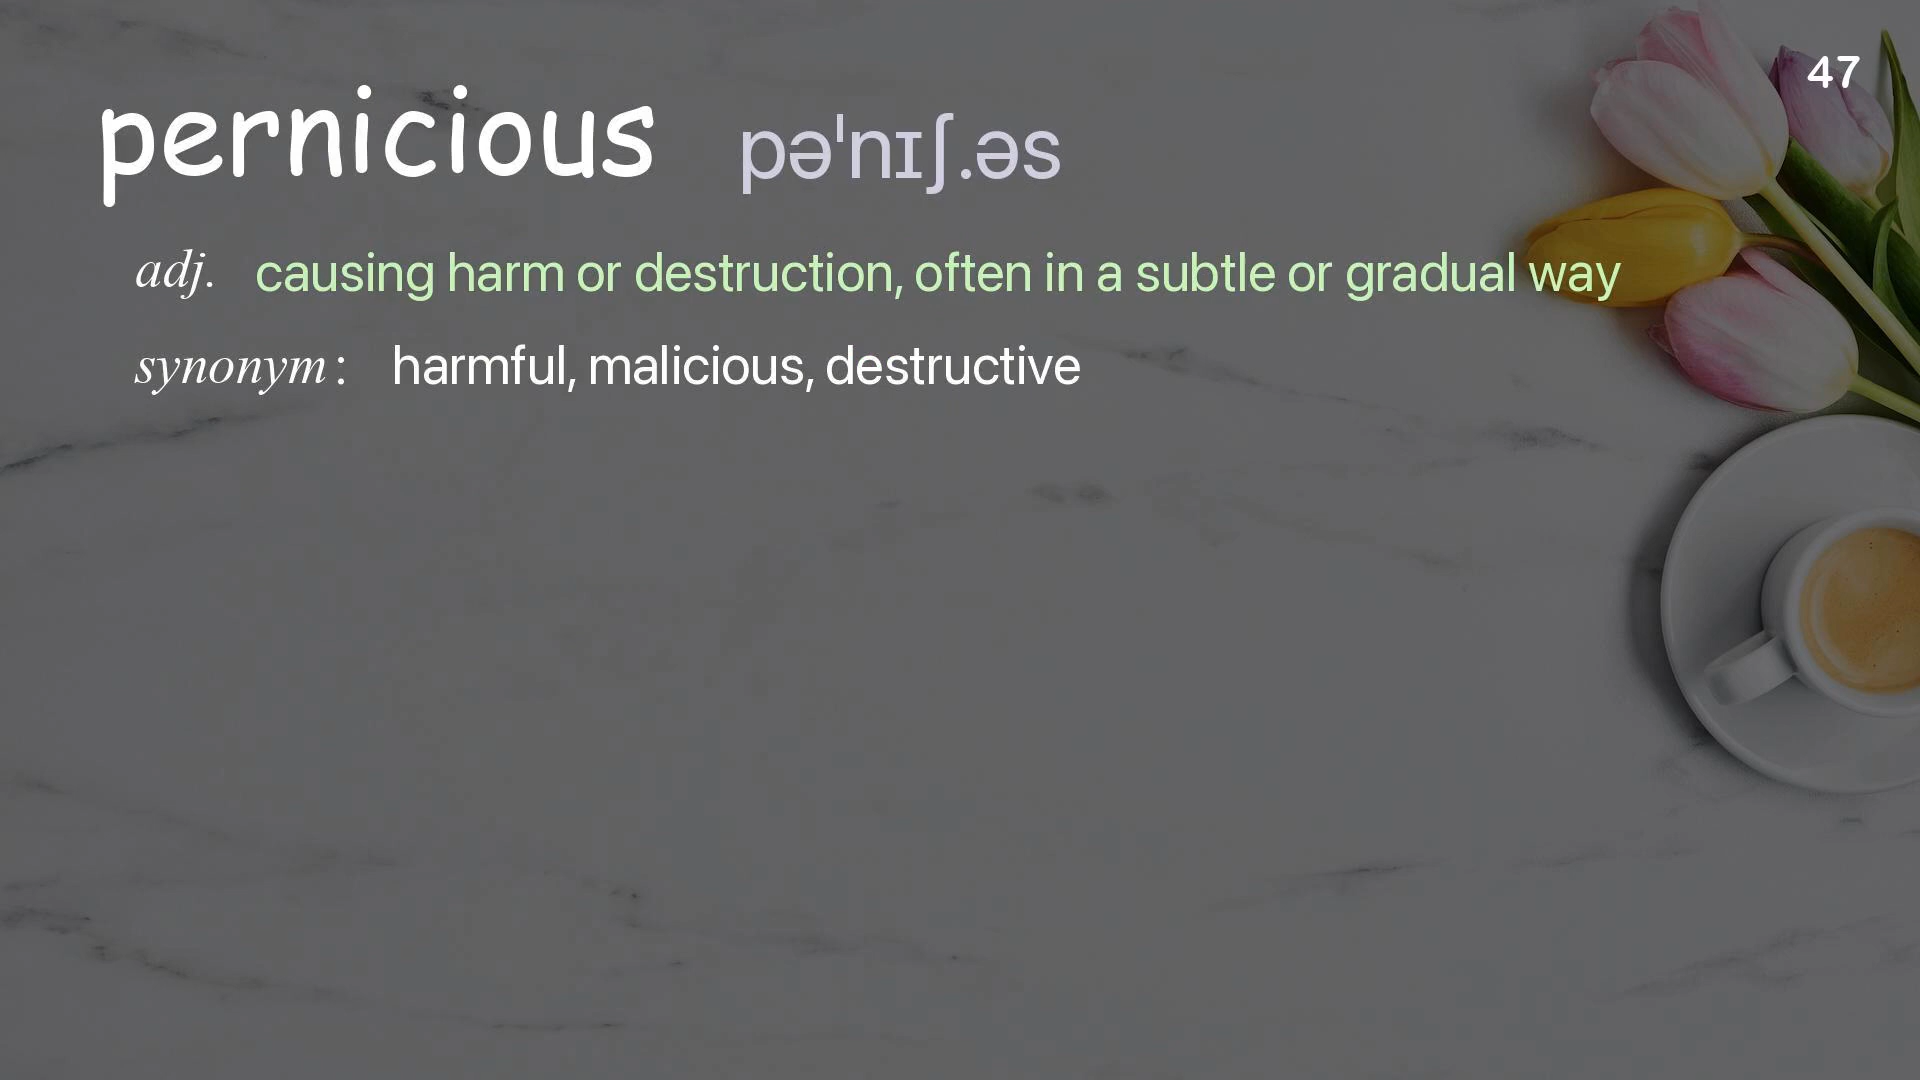 47
pernicious pəˈnɪʃ.əs
adj. causing harm or destruction, often in a subtle or gradual way
synonym: harmful, malicious, destructive